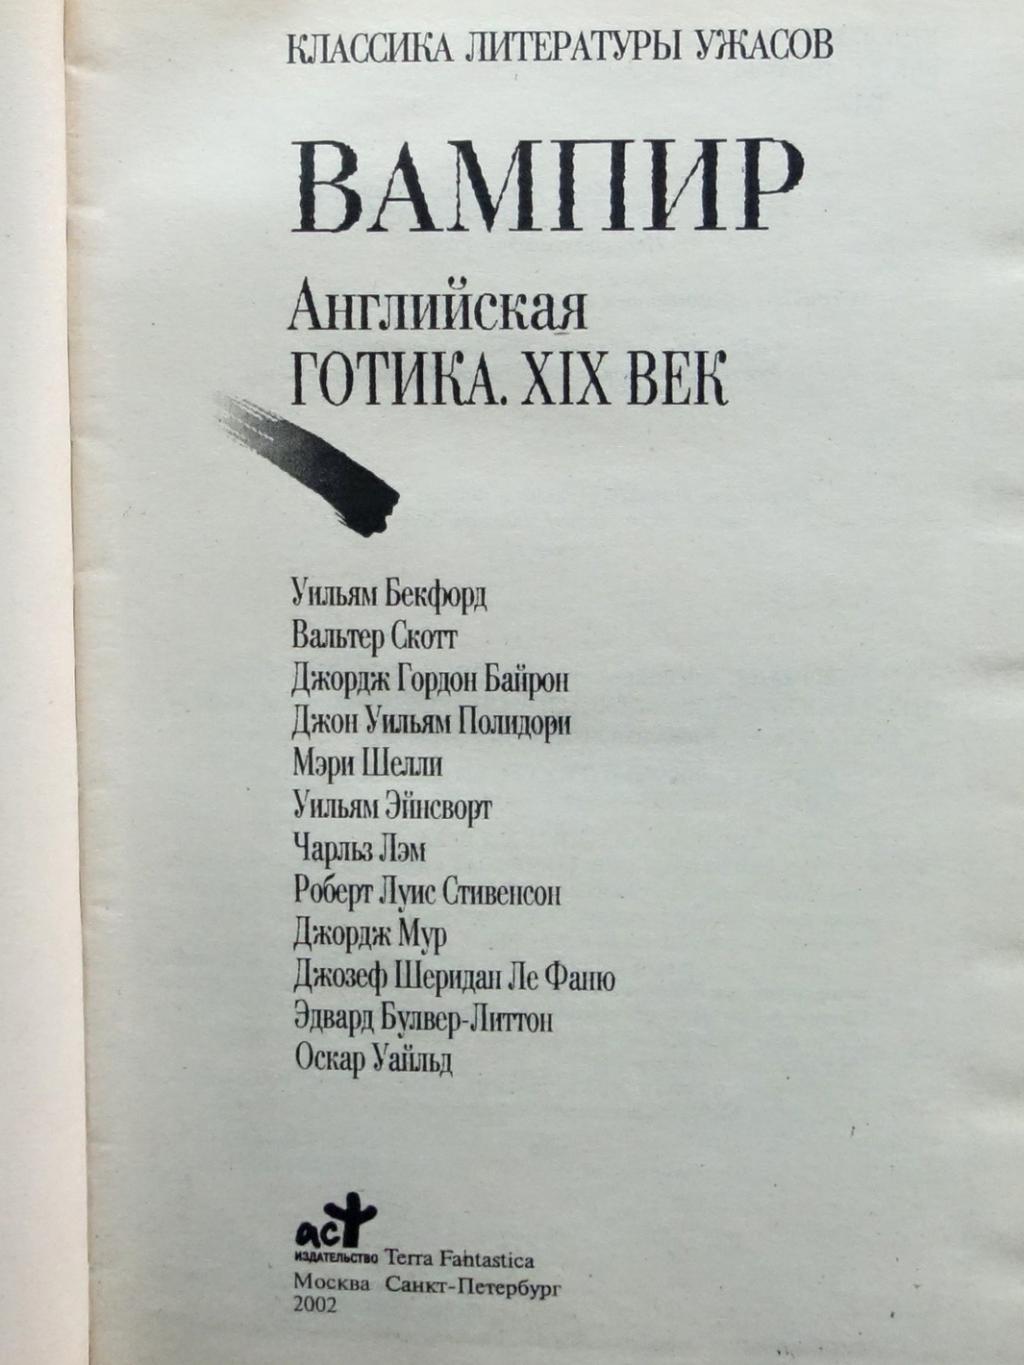 КЛАССИКА ЛИТЕРАТУРЫ УЖАСОВ
ВАМПИР
Английская
ГОТИКА. XIX ВЕК
Уильям Бекфорд
Вальтер Скотт
Джордж Гордон Байрон
Джон Уильям Полидори
Мэри Шелли
Уильям Эйнсворт
Чарльз Лэм
Роберт Луис Стивенсон
Джордж Мур
Джозеф Шеридан Ле Фаню
Эдвард Булвер-Литтон
Оскар Уайльд
аст
ИЗДАТЕЛЬСТВО Terra Fantastica
Москва Санкт-Петербург
2002